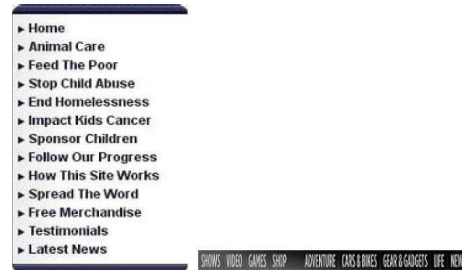 Home
Animal Care
Feed The Poor
Stop Child Abuse
End Homelessness
Impact Kids Cancer
Sponsor Children
Follow Our Progress
How This Site Works
Spread The Word
Free Merchandise
Testimonials
Latest News
SHOWS VIDEO GAMES SHOP ADVENTURE CARS & BIKES GEAR & GADGETS LIFE